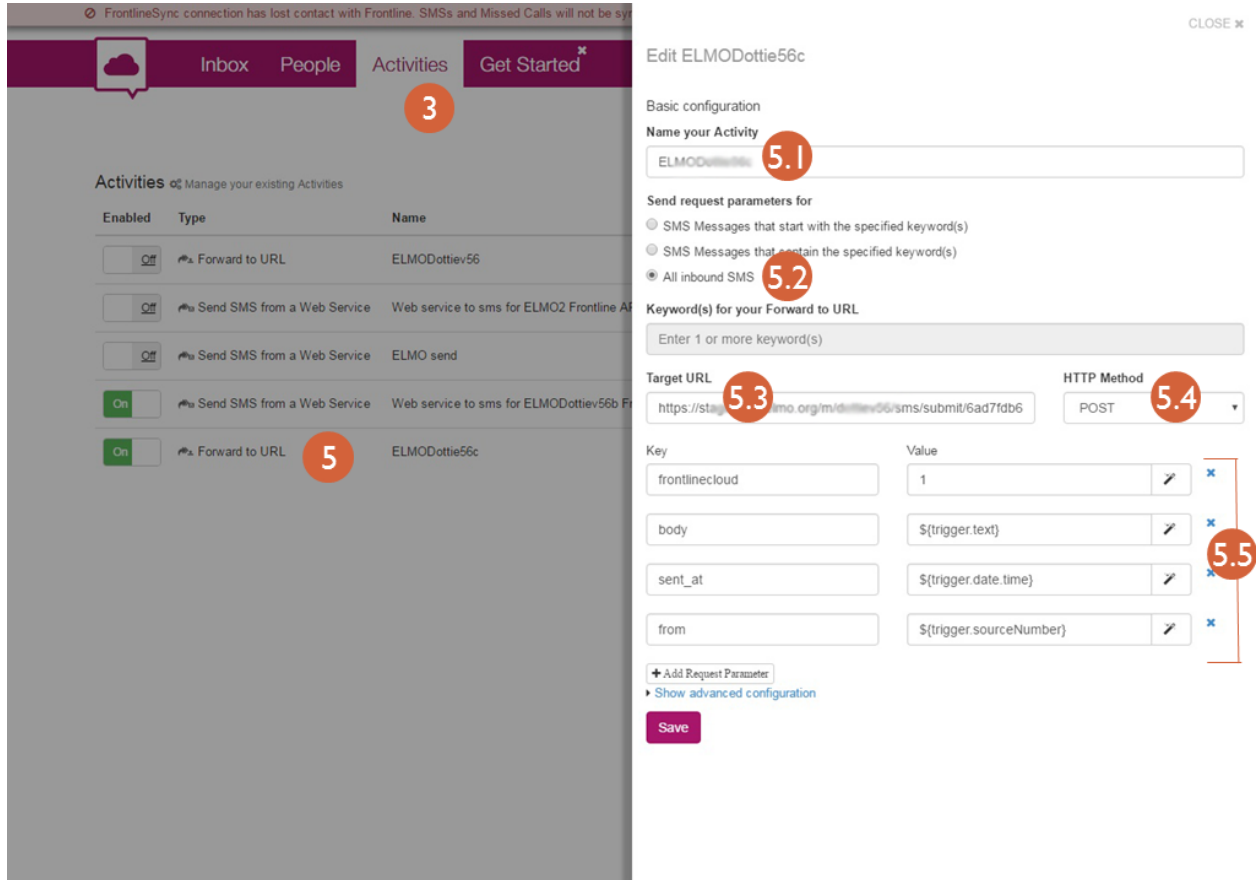 FrontlineSync connection has lost contact with Frontline. SMSs and Missed Calls will not be
Inbox People Activities Get Started
3
Activities Manage your existing Activities
Enabled Type Name
Off Forward to URL ELMODottiev56
Off Send SMS from a Web Service Web service to sms for ELMO2 Frontline
Off Send SMS from a Web Service ELMO send
On Send SMS from a Web Service Web service to sms for ELMODottiev56b
On Forward to URL 5 ELMODottie56c
CLOSE ×
Edit ELMODottie56c
Basic configuration
Name your Activity
5.1
Send request parameters for
SMS Messages that start with the specified keyword(s)
SMS Messages that contain the specified keyword(s)
All inbound SMS 5.2
Keyword(s) for your Forward to URL
Enter 1 or more keyword(s)
Target URL 5.3 HTTP Method 5.4
/sms/submit/6ad7fdb6 POST
Key Value
frontlinecloud 1
body ${trigger.text}
5.5
sent_at ${trigger.date.time}
from ${trigger.sourceNumber}
+ Add Request Parameter
Show advanced configuration
Save